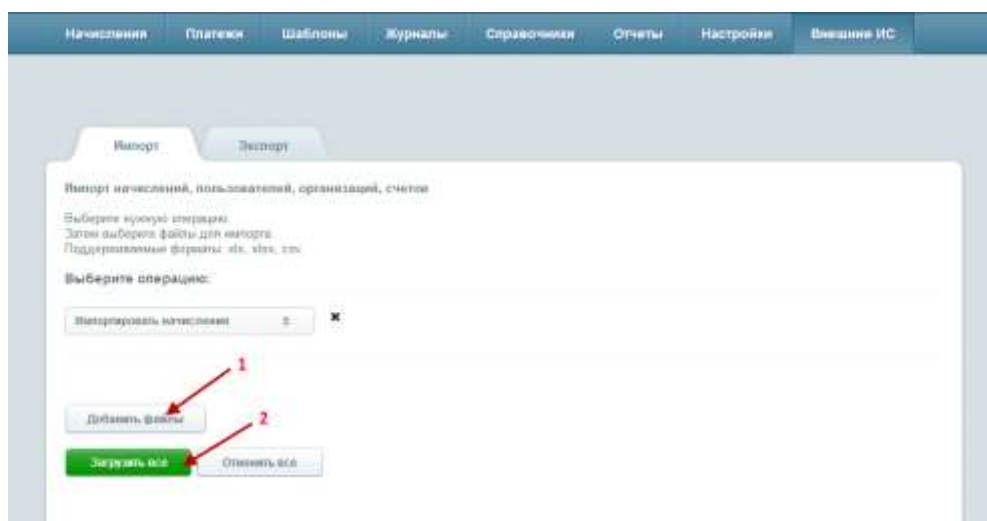 Начисления Платежи Шаблоны Журналы Справочники Отчеты Настройки Внешние ИС
Импорт Экспорт
Импорт начислений, пользователей, организаций, счетов
Выберите нужную операцию.
Затем выберите файлы для импорта.
Поддерживаемые форматы: xls, xlsx, csv.
Выберите операцию:
Импортировать начисления
1
Добавить файлы
2
Загрузить все Отменить все